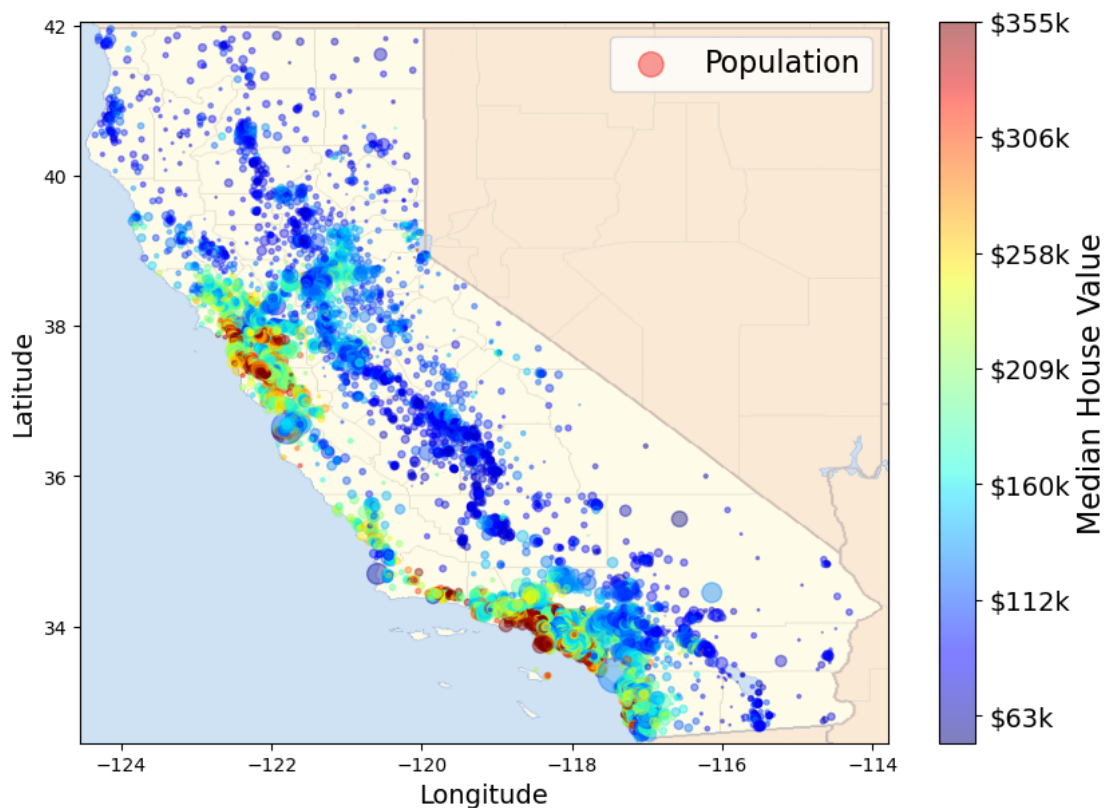 Population
42
40
38
36
34
Latitude
−124
−122
−120
−118
−116
−114
Longitude
$355k
$306k
$258k
$209k
$160k
$112k
$63k
Median House Value